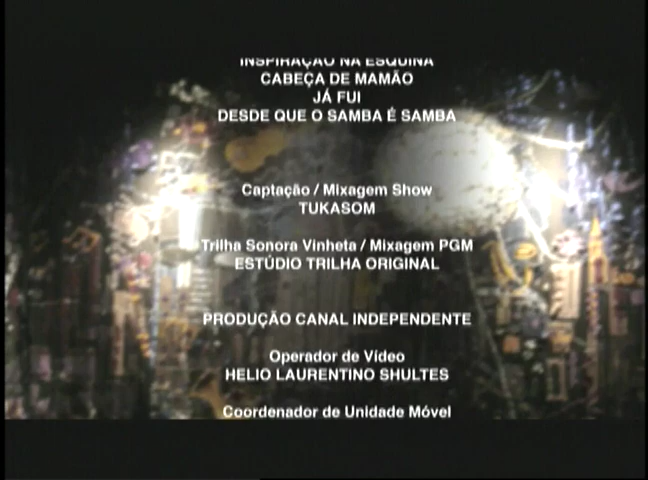 INSPIRAÇÃO NA ESQUINA
CABEÇA DE MAMÃO
JÁ FUI
DESDE QUE O SAMBA É SAMBA
Captação / Mixagem Show
TUKASOM
Trilha Sonora Vinheta / Mixagem PGM
ESTÚDIO TRILHA ORIGINAL
PRODUÇÃO CANAL INDEPENDENTE
Operador de Vídeo
HELIO LAURENTINO SHULTES
Coordenador de Unidade Móvel